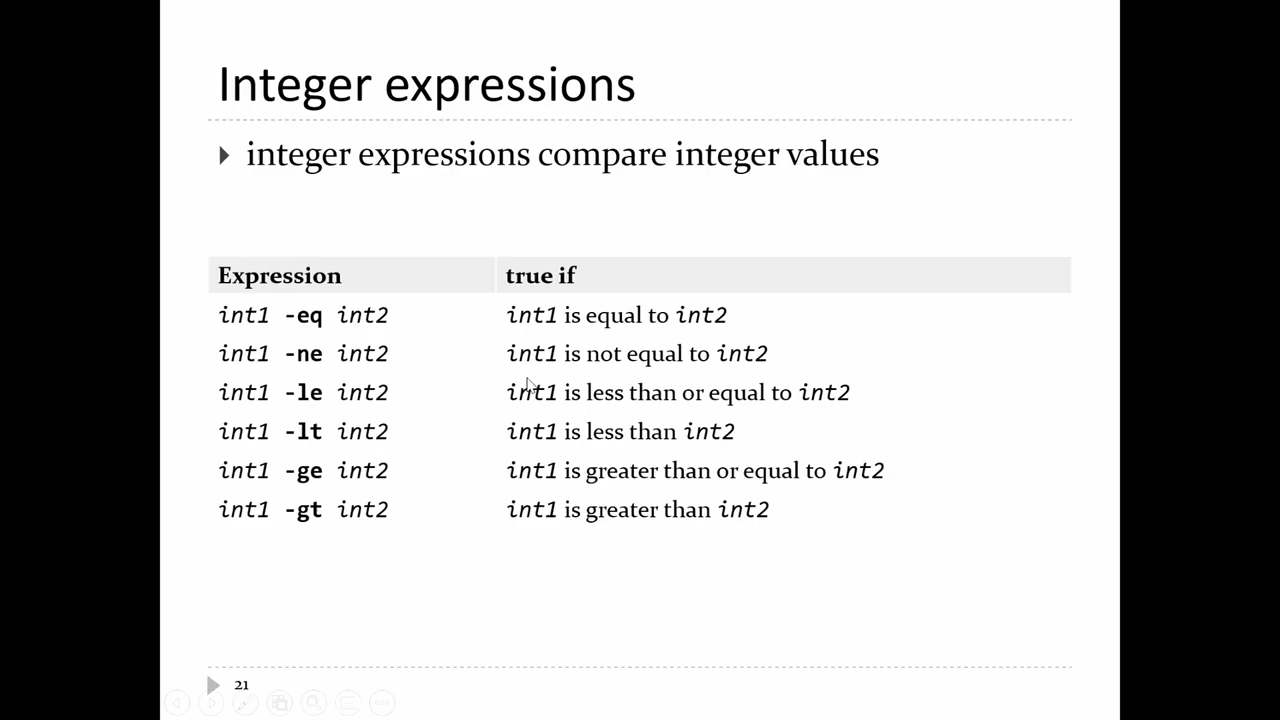 Integer expressions
integer expressions compare integer values
Expression true if
int1 -eq int2 int1 is equal to int2
int1 -ne int2 int1 is not equal to int2
int1 -le int2 int1 is less than or equal to int2
int1 -lt int2 int1 is less than int2
int1 -ge int2 int1 is greater than or equal to int2
int1 -gt int2 int1 is greater than int2
21